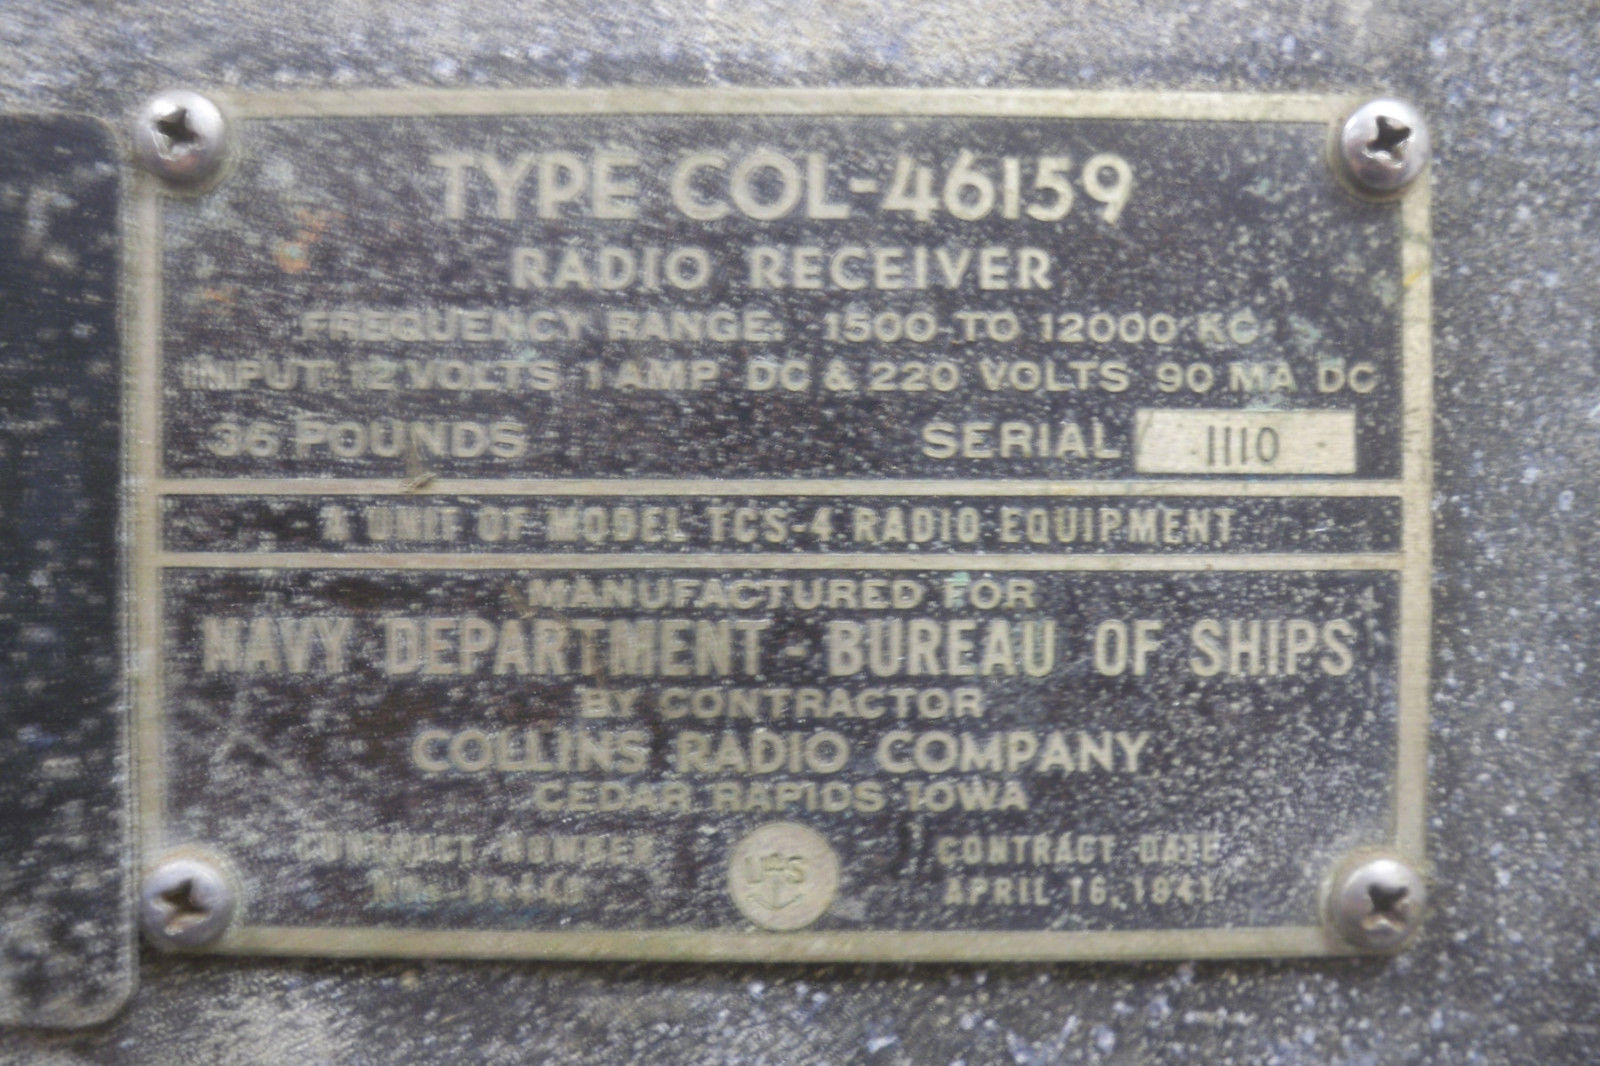 TYPE COL-46159
RADIO RECEIVER
FREQUENCY RANGE: 1500 TO 12000 KC
INPUT: 12 VOLTS 1 AMP DC & 220 VOLTS 90 MA DC
36 POUNDS SERIAL 1110
A UNIT OF MODEL TCS-4 RADIO EQUIPMENT
MANUFACTURED FOR
NAVY DEPARTMENT - BUREAU OF SHIPS
BY CONTRACTOR
COLLINS RADIO COMPANY
CEDAR RAPIDS IOWA
CONTRACT NUMBER
US
CONTRACT DATE
APRIL 16, 1941